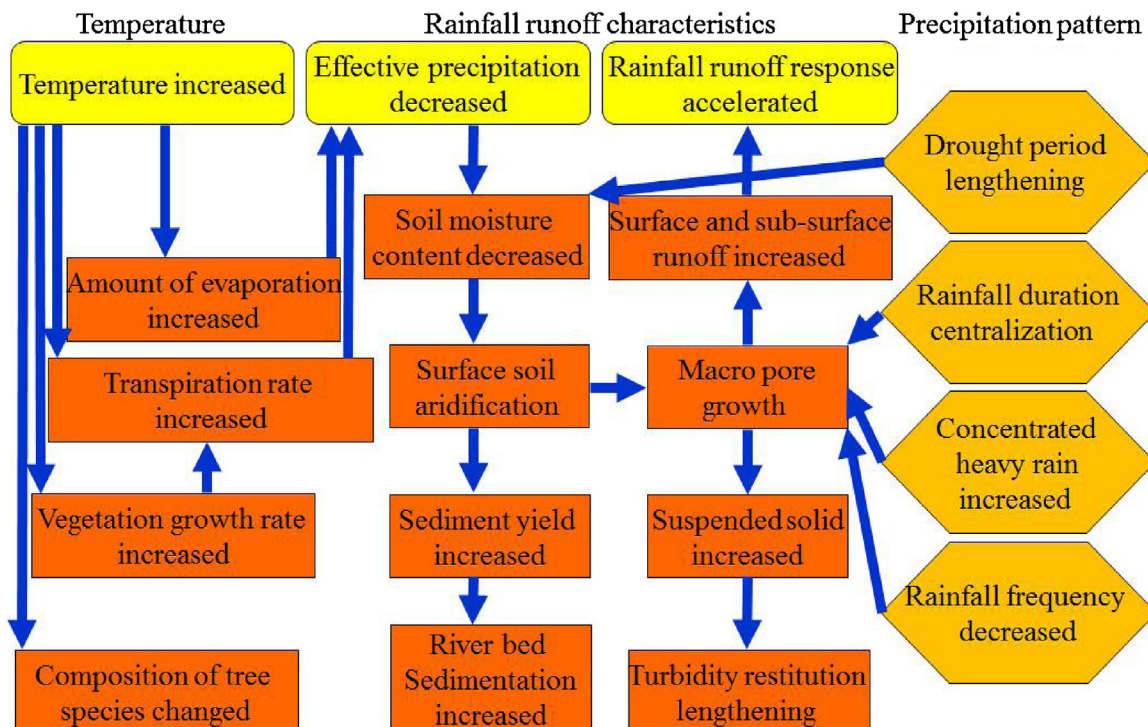 Temperature
Rainfall runoff characteristics
Precipitation pattern
Temperature increased
Effective precipitation
decreased
Rainfall runoff response
accelerated
Drought period
lengthening
Soil moisture
content decreased
Surface and sub-surface
runoff increased
Amount of evaporation
increased
Rainfall duration
centralization
Transpiration rate
increased
Surface soil
aridification
Macro pore
growth
Concentrated
heavy rain
increased
Vegetation growth rate
increased
Sediment yield
increased
Suspended solid
increased
Rainfall frequency
decreased
Composition of tree
species changed
River bed
Sedimentation
increased
Turbidity restitution
lengthening